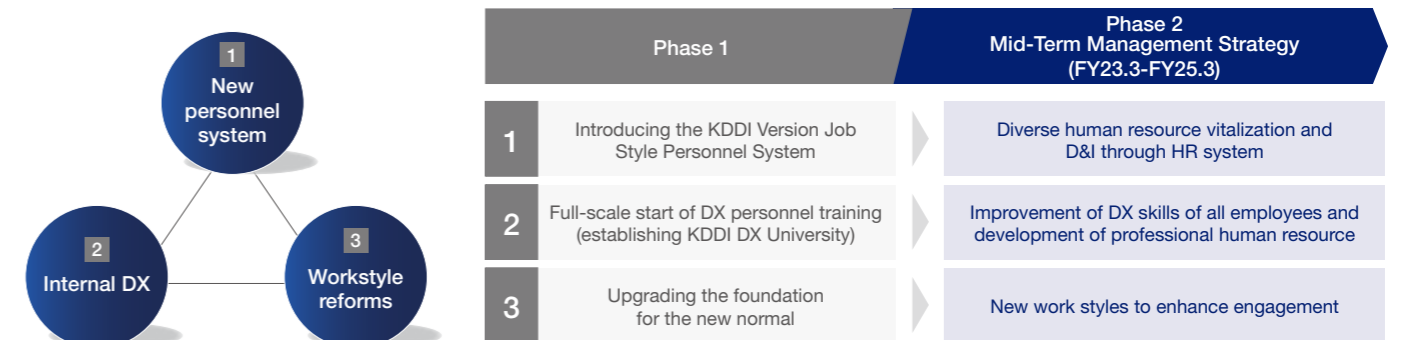 1
New
personnel
system
2
Internal DX
3
Workstyle
reforms
Phase 1
Phase 2
Mid-Term Management Strategy
(FY23.3-FY25.3)
1
Introducing the KDDI Version Job
Style Personnel System
Diverse human resource vitalization and
D&I through HR system
2
Full-scale start of DX personnel training
(establishing KDDI DX University)
Improvement of DX skills of all employees and
development of professional human resource
3
Upgrading the foundation
for the new normal
New work styles to enhance engagement